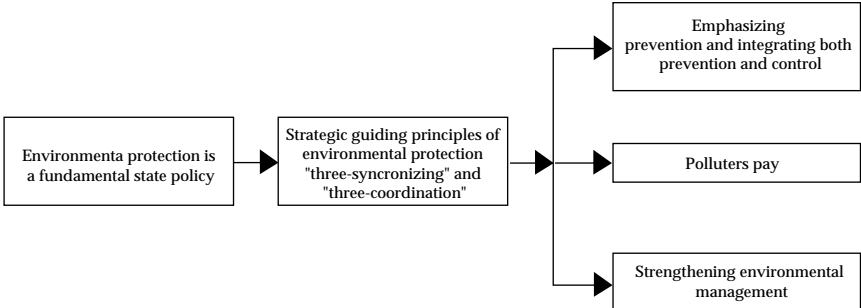 Environmenta protection is
a fundamental state policy
Strategic guiding principles of
environmental protection
"three-syncronizing" and
"three-coordination"
Emphasizing
prevention and integrating both
prevention and control
Polluters pay
Strengthening environmental
management